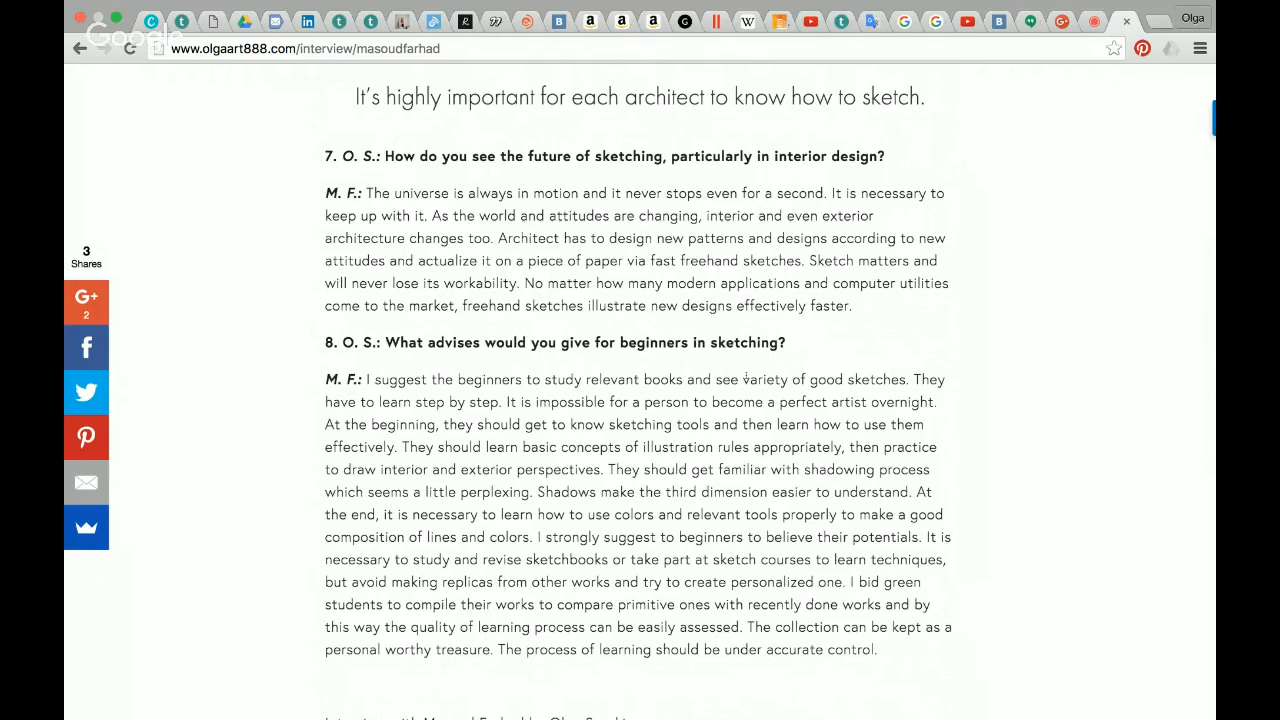 Olga
Google
www.olgaart888.com/interview/masoudfarhad
It's highly important for each architect to know how to sketch.
7. O. S.: How do you see the future of sketching, particularly in interior design?
M. F.: The universe is always in motion and it never stops even for a second. It is necessary to
keep up with it. As the world and attitudes are changing, interior and even exterior
architecture changes too. Architect has to design new patterns and designs according to new
attitudes and actualize it on a piece of paper via fast freehand sketches. Sketch matters and
will never lose its workability. No matter how many modern applications and computer utilities
come to the market, freehand sketches illustrate new designs effectively faster.
3
Shares
G+
2
8. O. S.: What advises would you give for beginners in sketching?
M. F.: I suggest the beginners to study relevant books and see variety of good sketches. They
have to learn step by step. It is impossible for a person to become a perfect artist overnight.
At the beginning, they should get to know sketching tools and then learn how to use them
effectively. They should learn basic concepts of illustration rules appropriately, then practice
to draw interior and exterior perspectives. They should get familiar with shadowing process
which seems a little perplexing. Shadows make the third dimension easier to understand. At
the end, it is necessary to learn how to use colors and relevant tools properly to make a good
composition of lines and colors. I strongly suggest to beginners to believe their potentials. It is
necessary to study and revise sketchbooks or take part at sketch courses to learn techniques,
but avoid making replicas from other works and try to create personalized one. I bid green
students to compile their works to compare primitive ones with recently done works and by
this way the quality of learning process can be easily assessed. The collection can be kept as a
personal worthy treasure. The process of learning should be under accurate control.